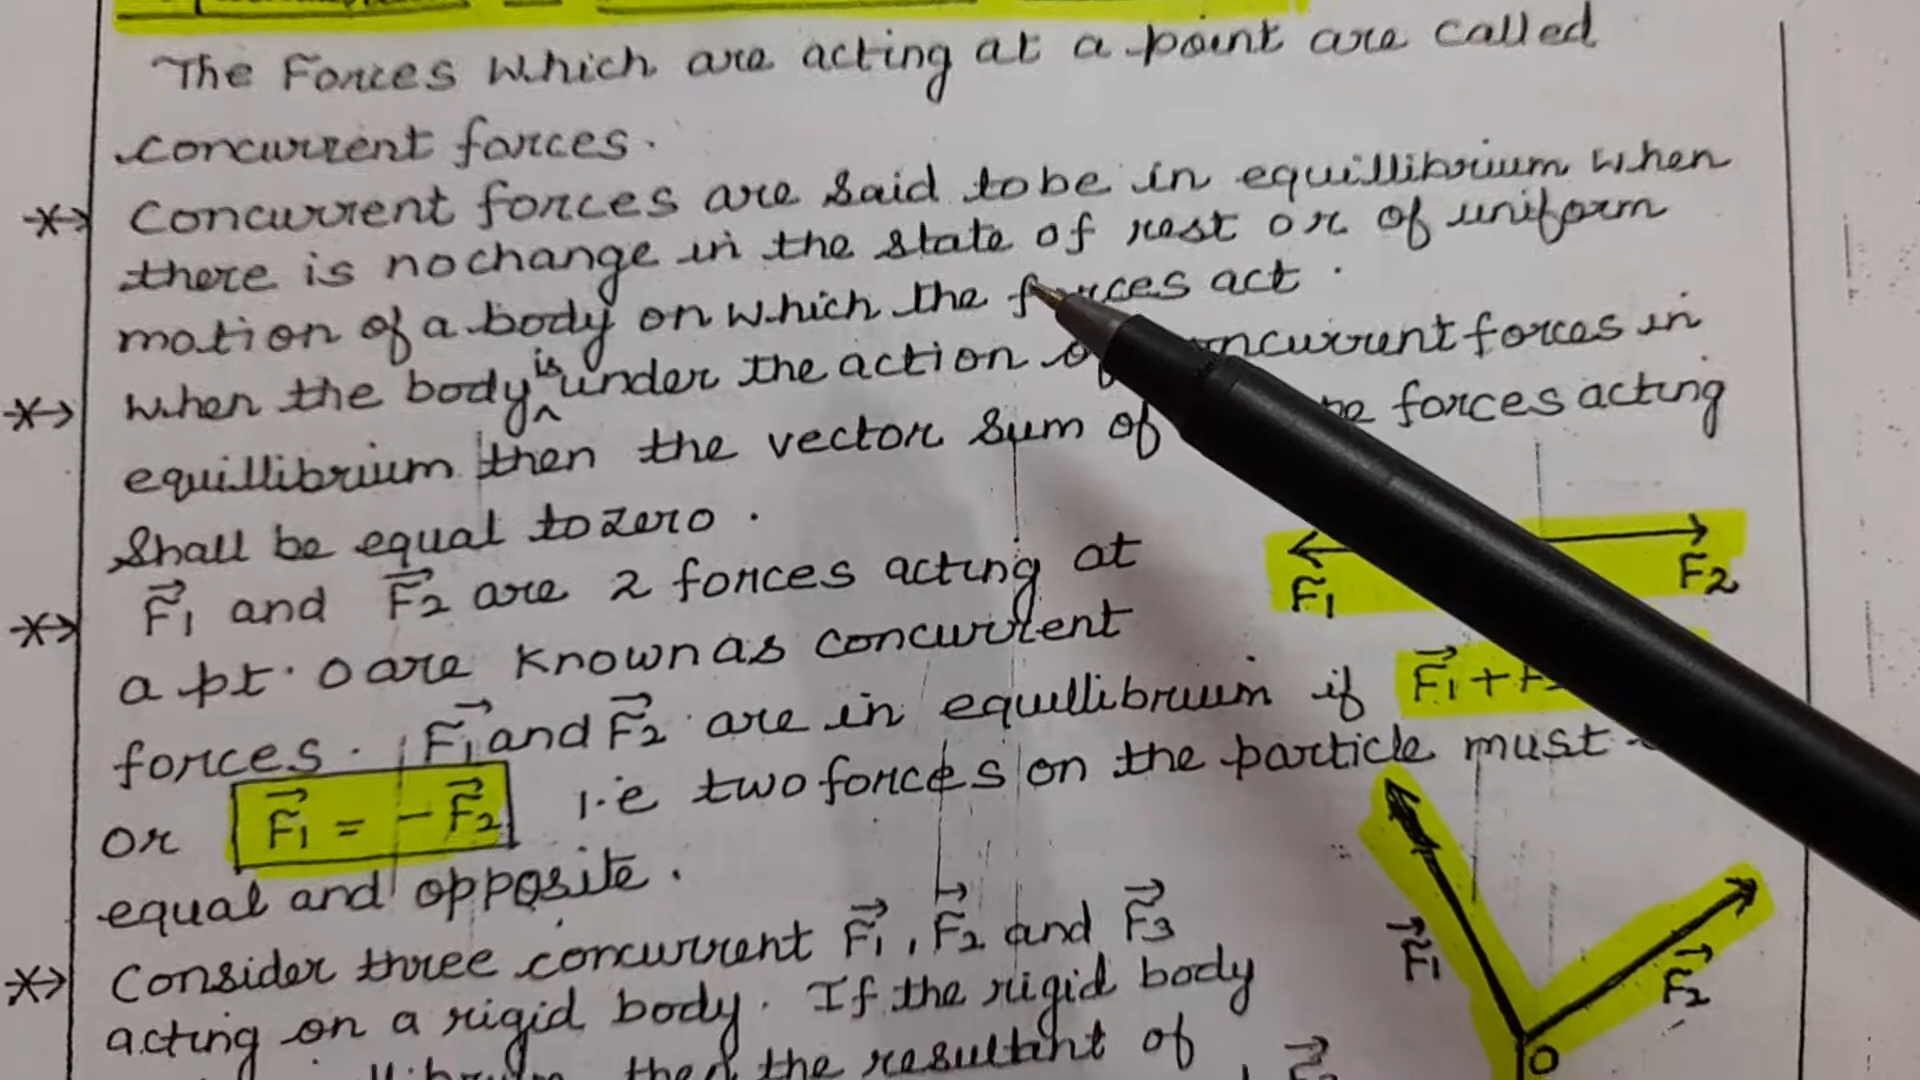 The Forces which are acting at a point are called
concurrent forces.
Concurrent forces are said to be in equillibrium when
there is no change in the state of rest or of uniform
motion of a body on which the forces act.
When the body is under the action concurrent forces in
equillibrium then the vector sum of forces acting
Shall be equal to zero.
F⃗1 and F⃗2 are 2 forces acting at
a pt. O are known as concurrent
forces. F⃗1 and F⃗2 are in equillibrium if F⃗1 +
or F⃗1 = - F⃗2 i.e two forces on the particle must
equal and opposite.
F1 F2
Consider three concurrent F⃗1, F⃗2 and F⃗3
acting on a rigid body. If the rigid body
then the resultant of
F⃗1
F⃗2
O